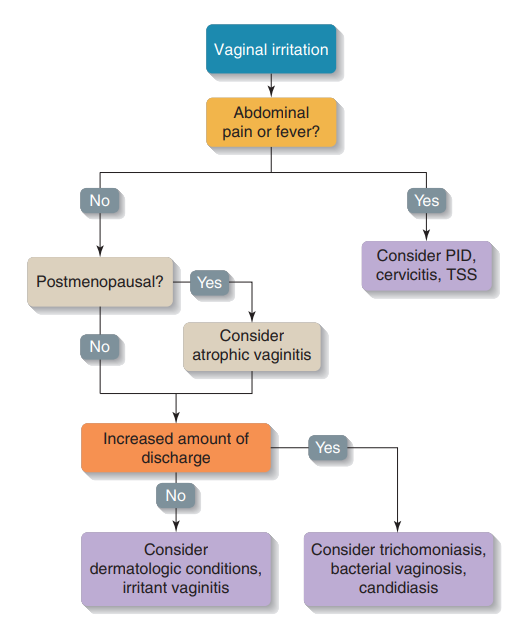 Vaginal irritation
Abdominal
pain or fever?
No
Yes
Consider PID,
cervicitis, TSS
Postmenopausal?
Yes
No
Consider
atrophic vaginitis
Increased amount of
discharge
Yes
No
Consider
dermatologic conditions,
irritant vaginitis
Consider trichomoniasis,
bacterial vaginosis,
candidiasis